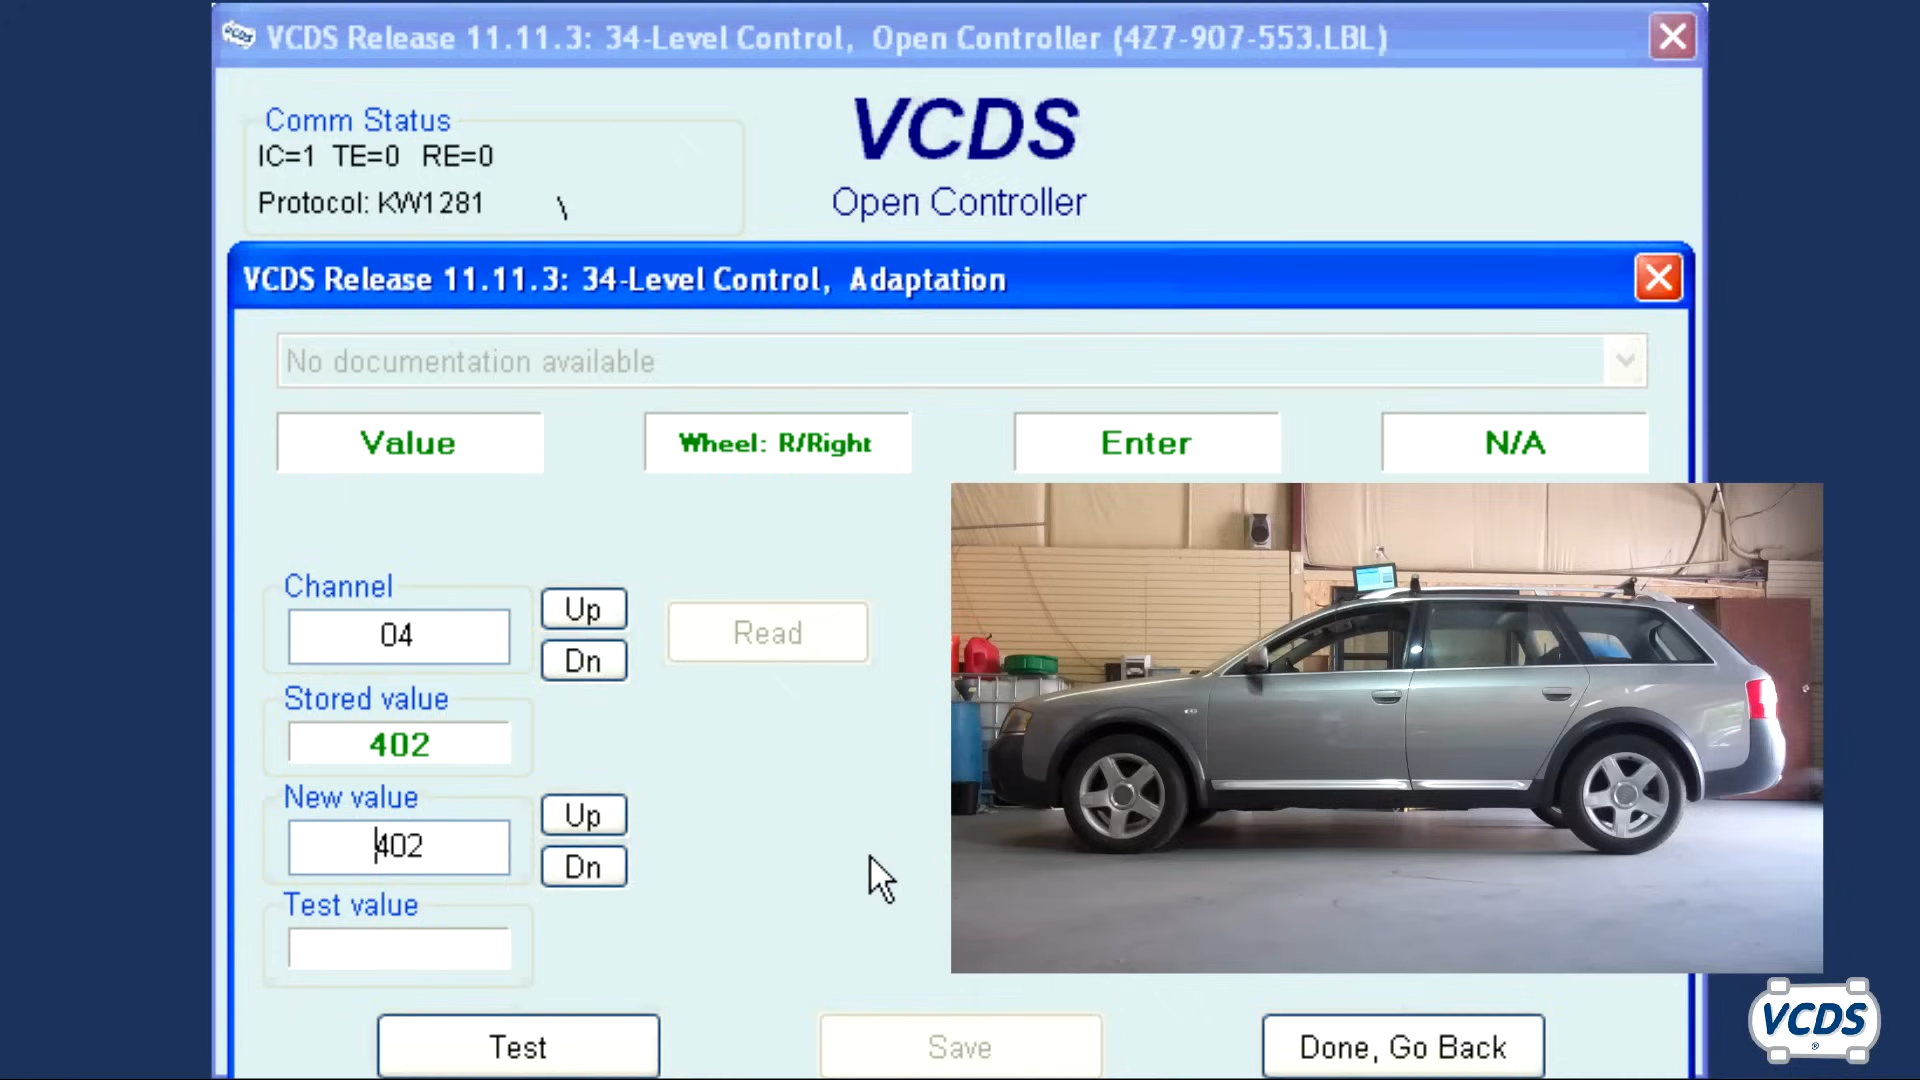 VCDS
VCDS Release 11.11.3: 34-Level Control, Open Controller (4Z7-907-553.LBL)
Comm Status
IC=1 TE=0 RE=0
Protocol: KW1281 \
VCDS
Open Controller
VCDS Release 11.11.3: 34-Level Control, Adaptation
No documentation available
Value
Wheel: R/Right
Enter
N/A
Channel
04
Up
Dn
Read
Stored value
402
New value
402
Up
Dn
Test value
Test
Save
Done, Go Back
VCDS
®